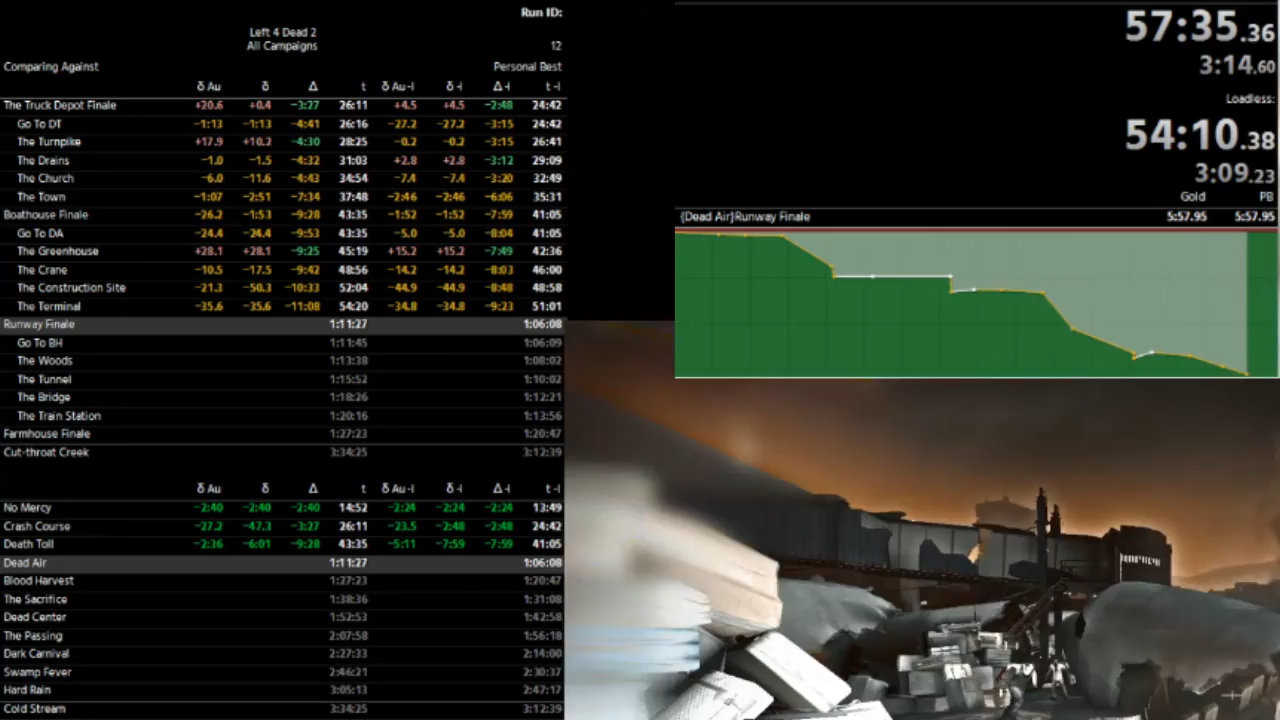 Run ID:
Left 4 Dead 2
All Campaigns
12
Comparing Against Personal Best
δ Au δ Δ t δ Au-I δ -I Δ-I t -I
The Truck Depot Finale +20.6 +0.4 −3:27 26:11 +4.5 +4.5 −2:48 24:42
Go To DT −1:13 −1:13 −4:41 26:16 −27.2 −27.2 −3:15 24:42
The Turnpike +17.9 +10.2 −4:30 28:25 −0.2 −0.2 −3:15 26:41
The Drains −1.0 −1.5 −4:32 31:03 +2.8 +2.8 −3:12 29:09
The Church −6.0 −11.6 −4:43 34:54 −7.4 −7.4 −3:20 32:49
The Town −1:07 −2:51 −7:34 37:48 −2:46 −2:46 −6:06 35:31
Boathouse Finale −26.2 −1:53 −9:28 43:35 −1:52 −1:52 −7:59 41:05
Go To DA −24.4 −24.4 −9:53 43:35 −5.0 −5.0 −8:04 41:05
The Greenhouse +28.1 +28.1 −9:25 45:19 +15.2 +15.2 −7:49 42:36
The Crane −10.5 −17.5 −9:42 48:56 −14.2 −14.2 −8:03 46:00
The Construction Site −21.3 −50.3 −10:33 52:04 −44.9 −44.9 −8:48 48:58
The Terminal −35.6 −35.6 −11:08 54:20 −34.8 −34.8 −9:23 51:01
Runway Finale 1:11:27 1:06:08
Go To BH 1:11:45 1:06:09
The Woods 1:13:38 1:08:02
The Tunnel 1:15:52 1:10:02
The Bridge 1:18:26 1:12:21
The Train Station 1:20:16 1:13:56
Farmhouse Finale 1:27:23 1:20:47
Cut-throat Creek 3:34:25 3:12:39
δ Au δ Δ t δ Au-I δ -I Δ-I t -I
No Mercy −2:40 −2:40 −2:40 14:52 −2:24 −2:24 −2:24 13:49
Crash Course −27.2 −47.3 −3:27 26:11 −23.5 −2:48 −2:48 24:42
Death Toll −2:36 −6:01 −9:28 43:35 −5:11 −7:59 −7:59 41:05
Dead Air 1:11:27 1:06:08
Blood Harvest 1:27:23 1:20:47
The Sacrifice 1:38:36 1:31:08
Dead Center 1:52:53 1:42:58
The Passing 2:07:58 1:56:18
Dark Carnival 2:27:33 2:14:00
Swamp Fever 2:46:21 2:30:37
Hard Rain 3:05:13 2:47:17
Cold Stream 3:34:25 3:12:39
57:35.36
3:14.60
Loadless:
54:10.38
3:09.23
Gold PB
{Dead Air}Runway Finale 5:57.95 5:57.95